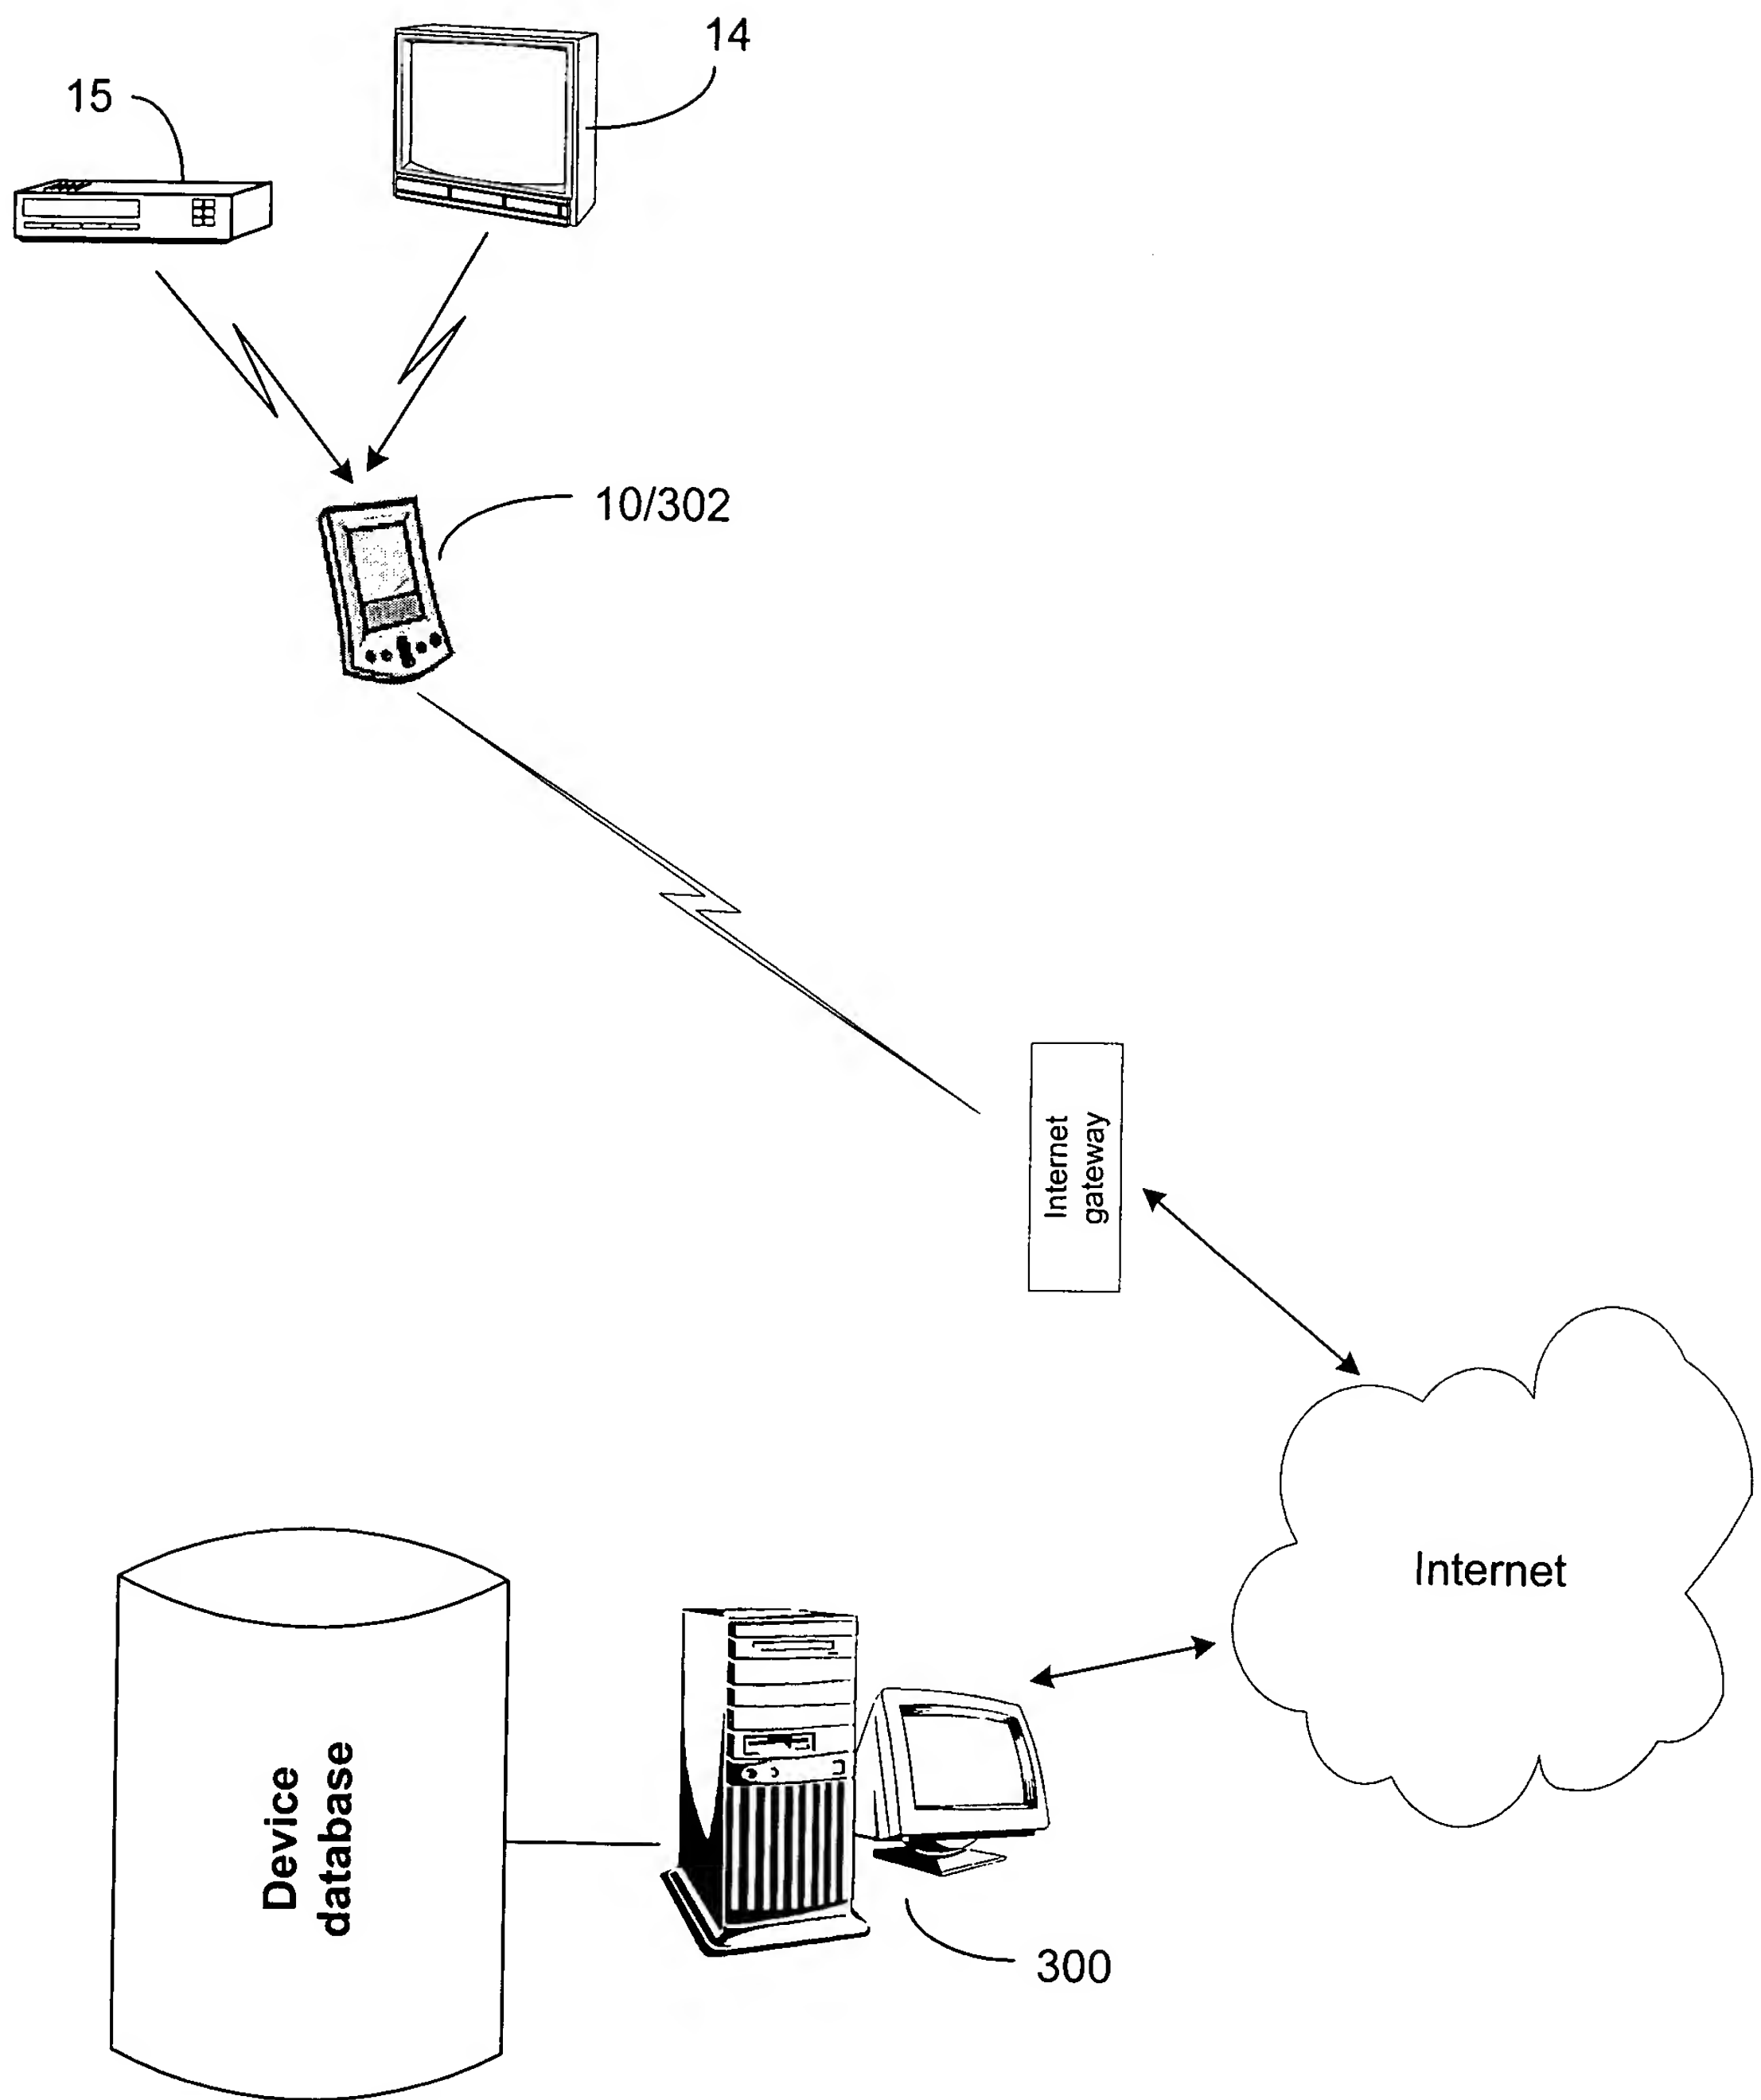 14
15
10/302
Internet
gateway
Internet
Device
database
300